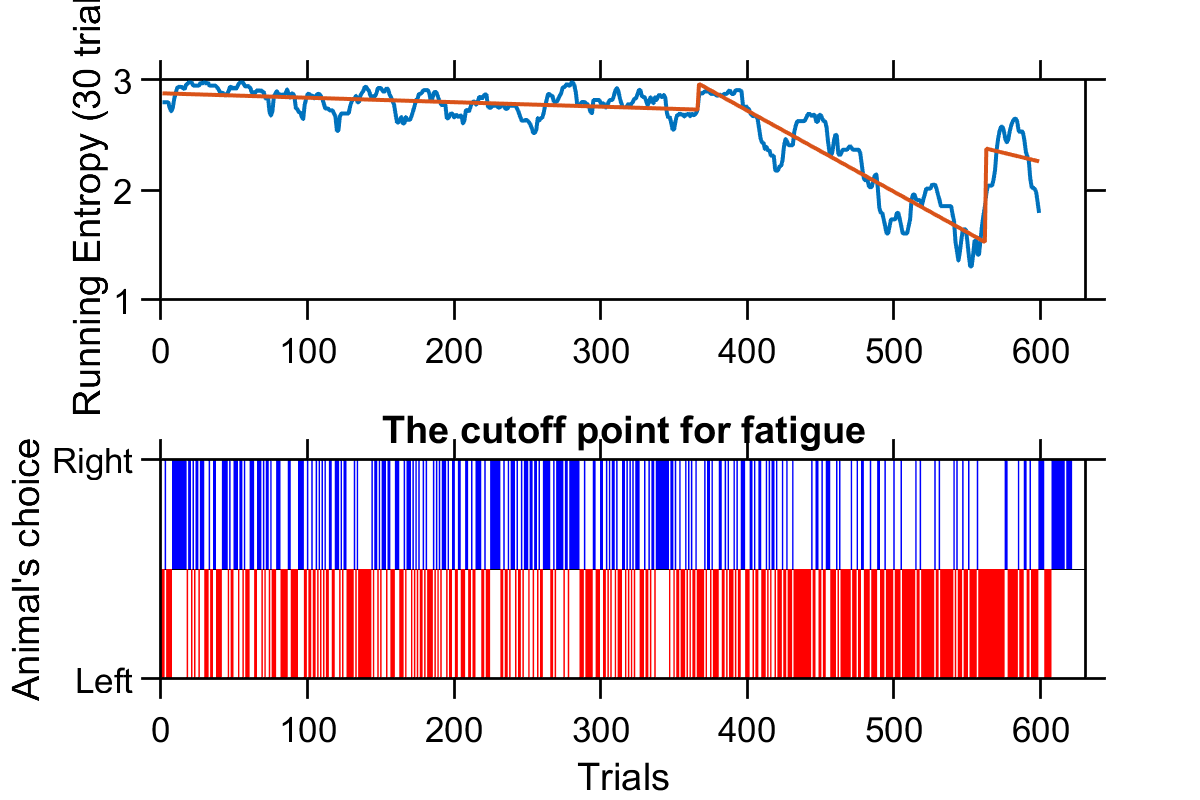 Running Entropy (30 trial
3
2
1
0 100 200 300 400 500 600
The cutoff point for fatigue
Animal's choice
Right
Left
0 100 200 300 400 500 600
Trials